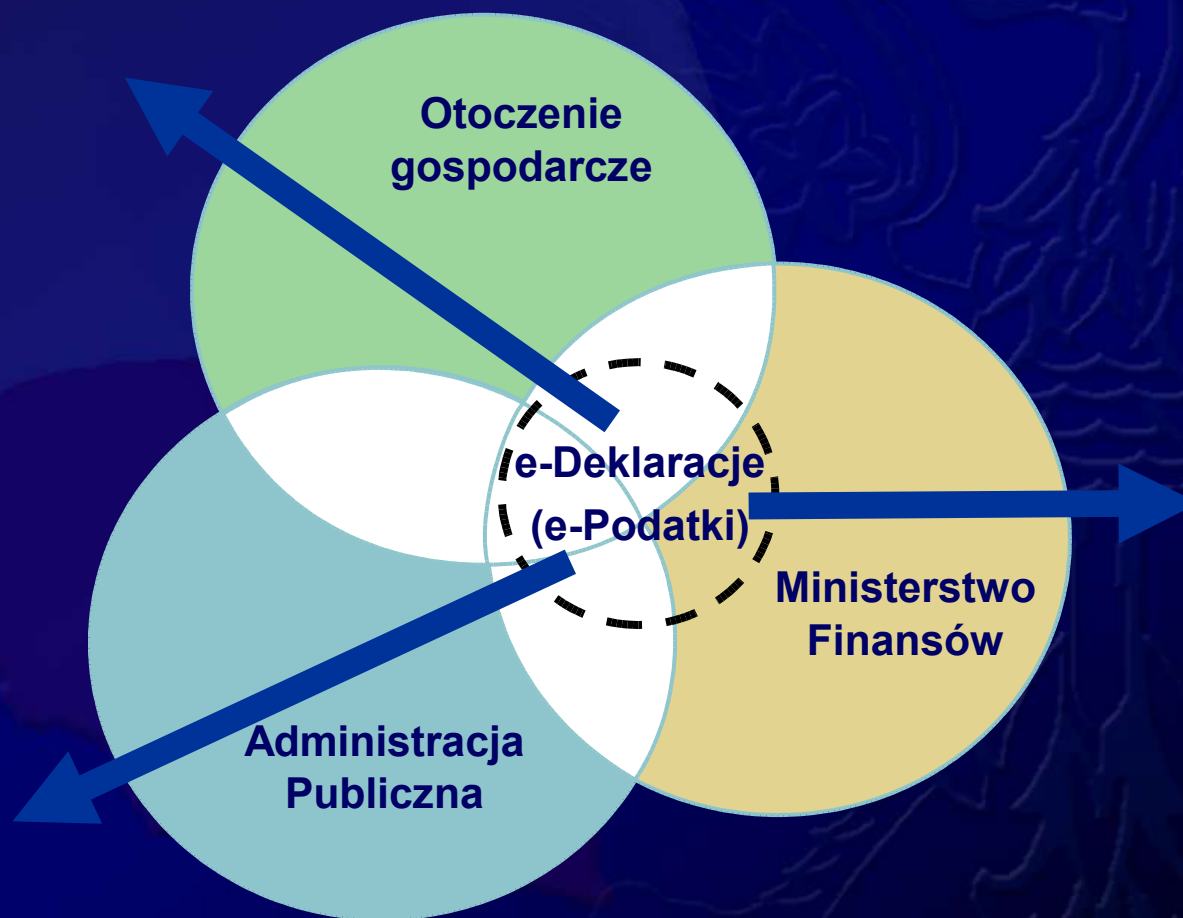 Otoczenie
gospodarcze
e-Deklaracje
(e-Podatki)
Ministerstwo
Finansów
Administracja
Publiczna